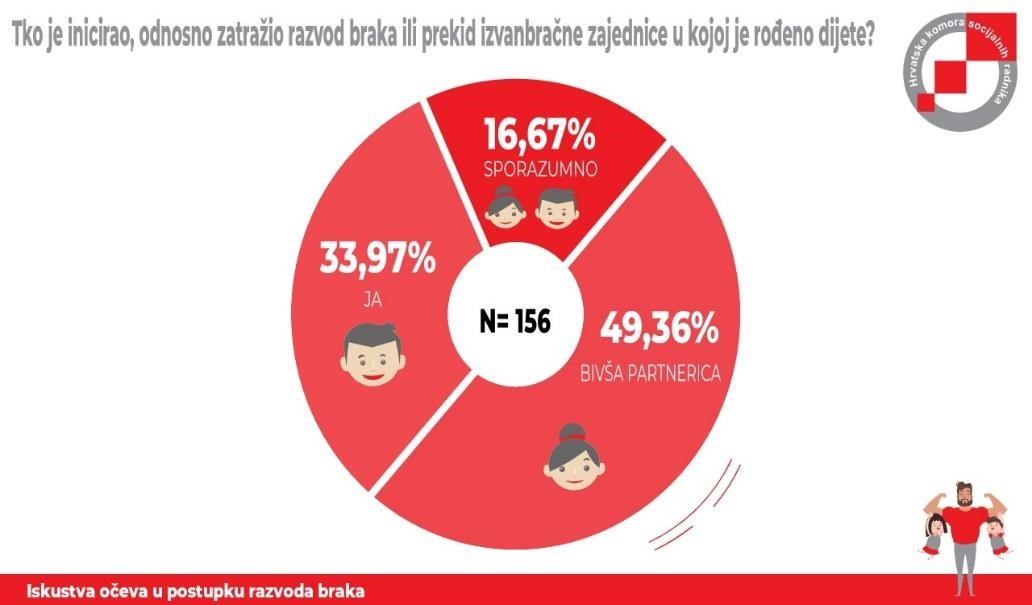 Tko je inicirao, odnosno zatražio razvod braka ili prekid izvanbračne zajednice u kojoj je rođeno dijete?
Hrvatska komora socijalnih radnika
16,67%
SPORAZUMNO
33,97%
JA
N= 156
49,36%
BIVŠA PARTNERICA
Iskustva očeva u postupku razvoda braka